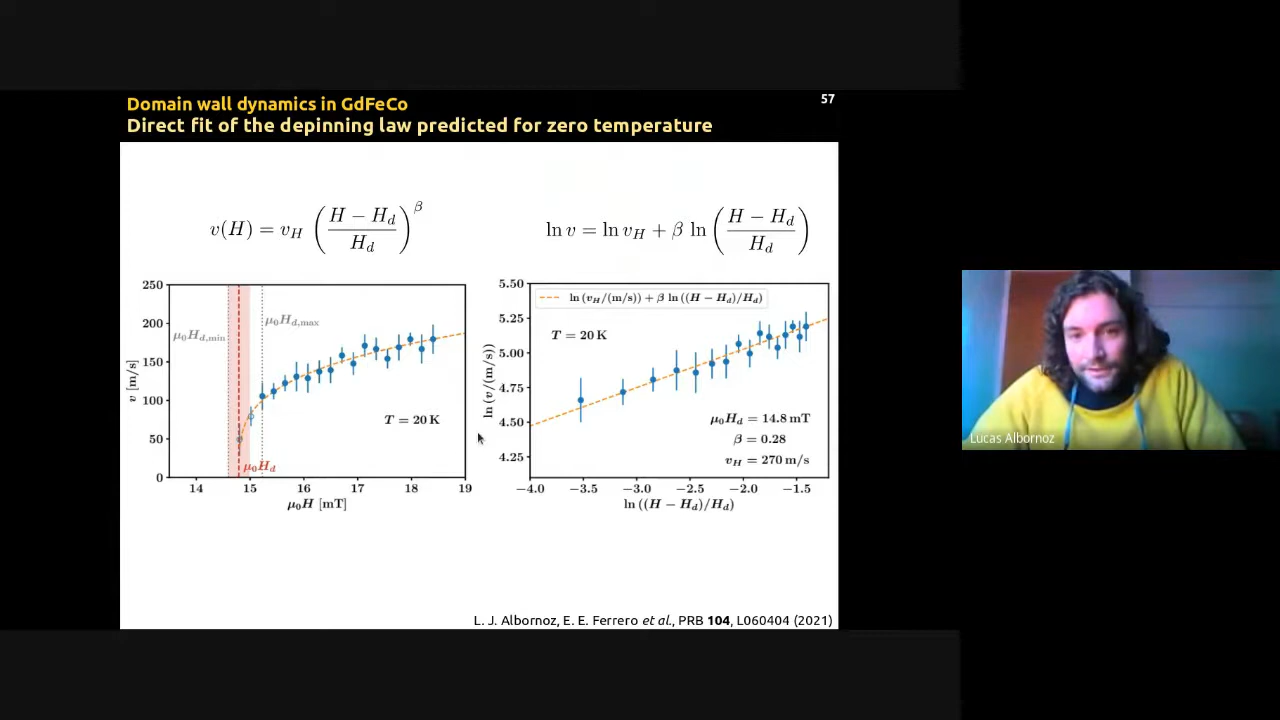 Domain wall dynamics in GdFeCo
57
Direct fit of the depinning law predicted for zero temperature
v(H) = v_H ((H − H_d)/H_d)^β
ln v = ln v_H + β ln ((H − H_d)/H_d)
250
200
150
100
50
0
v [m/s]
μ₀H_{d,min}
μ₀H_{d,max}
T = 20 K
μ₀H_d
14 15 16 17 18 19
μ₀H [mT]
5.50
5.25
5.00
4.75
4.50
4.25
ln (v/(m/s))
ln (v_H/(m/s)) + β ln ((H − H_d)/H_d)
T = 20 K
μ₀H_d = 14.8 mT
β = 0.28
v_H = 270 m/s
−4.0 −3.5 −3.0 −2.5 −2.0 −1.5
ln ((H − H_d)/H_d)
L. J. Albornoz, E. E. Ferrero et al., PRB 104, L060404 (2021)
Lucas Albornoz